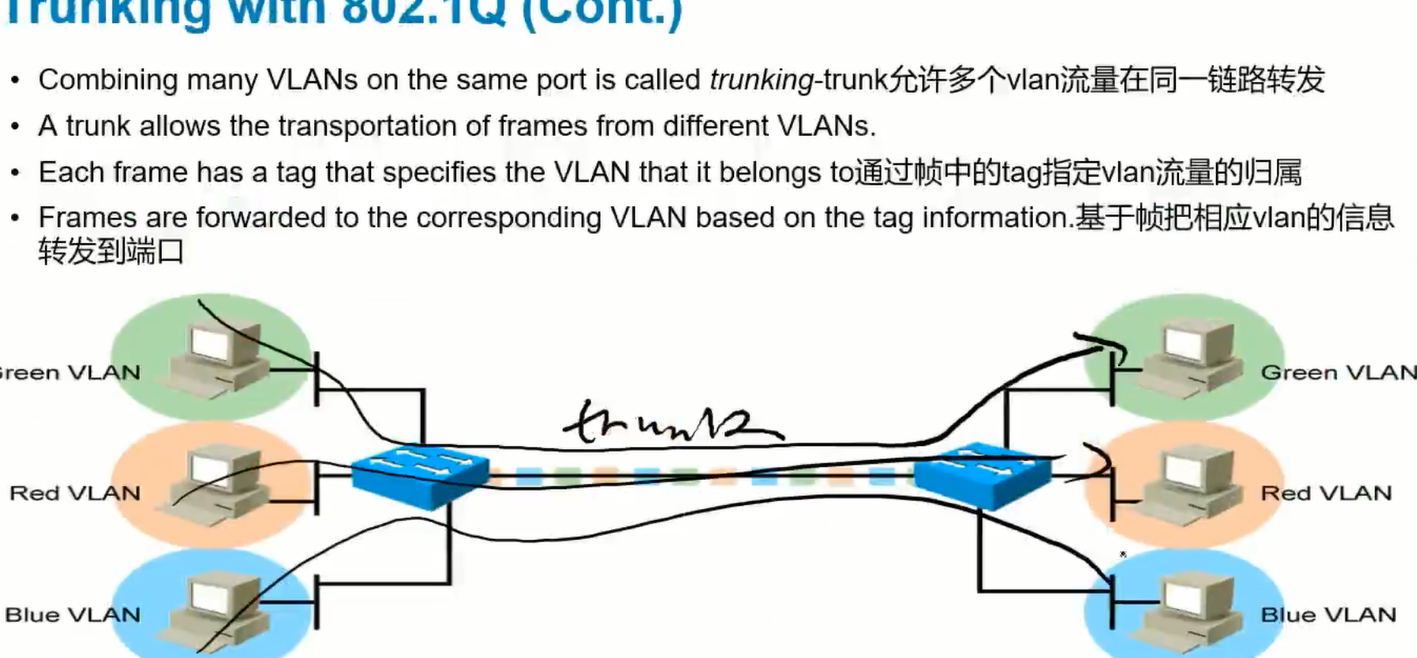 Trunking with 802.1Q (Cont.)
• Combining many VLANs on the same port is called trunking-trunk允许多个vlan流量在同一链路转发
• A trunk allows the transportation of frames from different VLANs.
• Each frame has a tag that specifies the VLAN that it belongs to通过帧中的tag指定vlan流量的归属
• Frames are forwarded to the corresponding VLAN based on the tag information.基于帧把相应vlan的信息
转发到端口
Green VLAN
Green VLAN
trunk
Red VLAN
Red VLAN
Blue VLAN
Blue VLAN